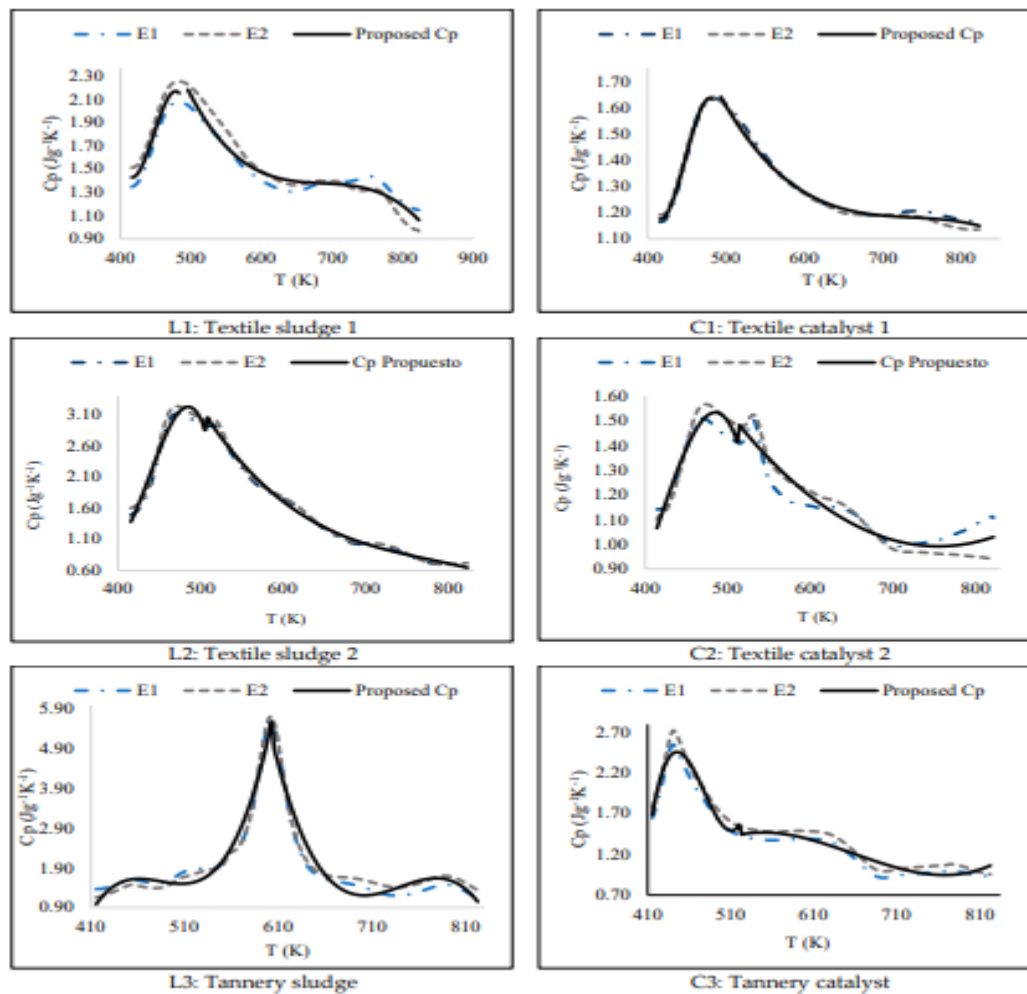 E1 E2 Proposed Cp
Cp (Jg⁻¹K⁻¹)
2.30
2.10
1.90
1.70
1.50
1.30
1.10
0.90
400 500 600 700 800 900
T (K)
L1: Textile sludge 1
E1 E2 Proposed Cp
Cp (Jg⁻¹K⁻¹)
1.70
1.60
1.50
1.40
1.30
1.20
1.10
400 500 600 700 800
T (K)
C1: Textile catalyst 1
E1 E2 Cp Propuesto
Cp (Jg⁻¹K⁻¹)
3.10
2.60
2.10
1.60
1.10
0.60
400 500 600 700 800
T (K)
L2: Textile sludge 2
E1 E2 Cp Propuesto
Cp (Jg⁻¹K⁻¹)
1.60
1.50
1.40
1.30
1.20
1.10
1.00
0.90
400 500 600 700 800
T (K)
C2: Textile catalyst 2
E1 E2 Proposed Cp
Cp (Jg⁻¹K⁻¹)
5.90
4.90
3.90
2.90
1.90
0.90
410 510 610 710 810
T (K)
L3: Tannery sludge
E1 E2 Proposed Cp
Cp (Jg⁻¹K⁻¹)
2.70
2.20
1.70
1.20
0.70
410 510 610 710 810
T (K)
C3: Tannery catalyst